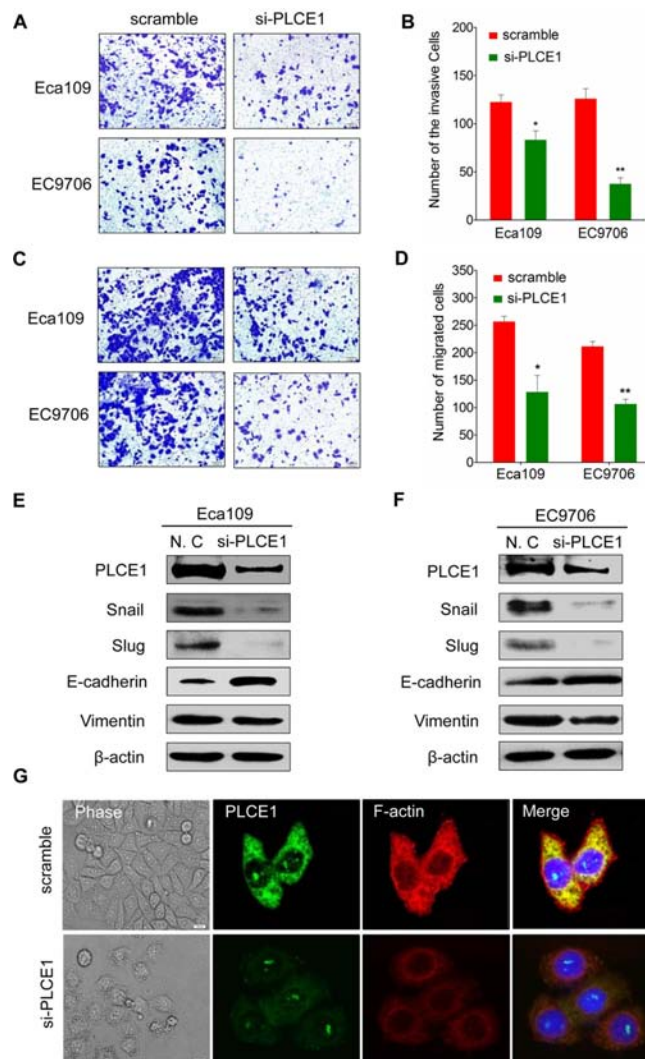 A
scramble
si-PLCE1
Eca109
EC9706
B
scramble
si-PLCE1
Number of the invasive Cells
200
150
100
50
0
*
**
Eca109
EC9706
C
Eca109
EC9706
D
scramble
si-PLCE1
Number of migrated cells
350
300
250
200
150
100
50
0
*
**
Eca109
EC9706
E
Eca109
N. C si-PLCE1
PLCE1
Snail
Slug
E-cadherin
Vimentin
β-actin
F
EC9706
N. C si-PLCE1
PLCE1
Snail
Slug
E-cadherin
Vimentin
β-actin
G
Phase
PLCE1
F-actin
Merge
scramble
si-PLCE1